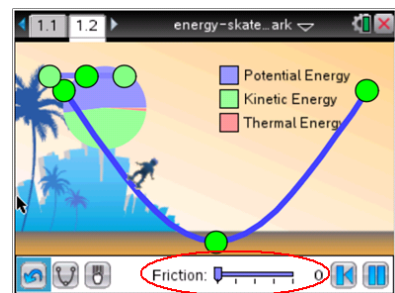 1.1 1.2 energy-skate...ark
Potential Energy
Kinetic Energy
Thermal Energy
Friction: 0